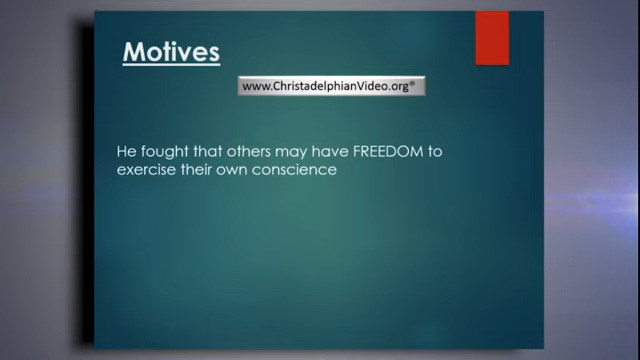 Motives
www.ChristadelphianVideo.org®
He fought that others may have FREEDOM to
exercise their own conscience